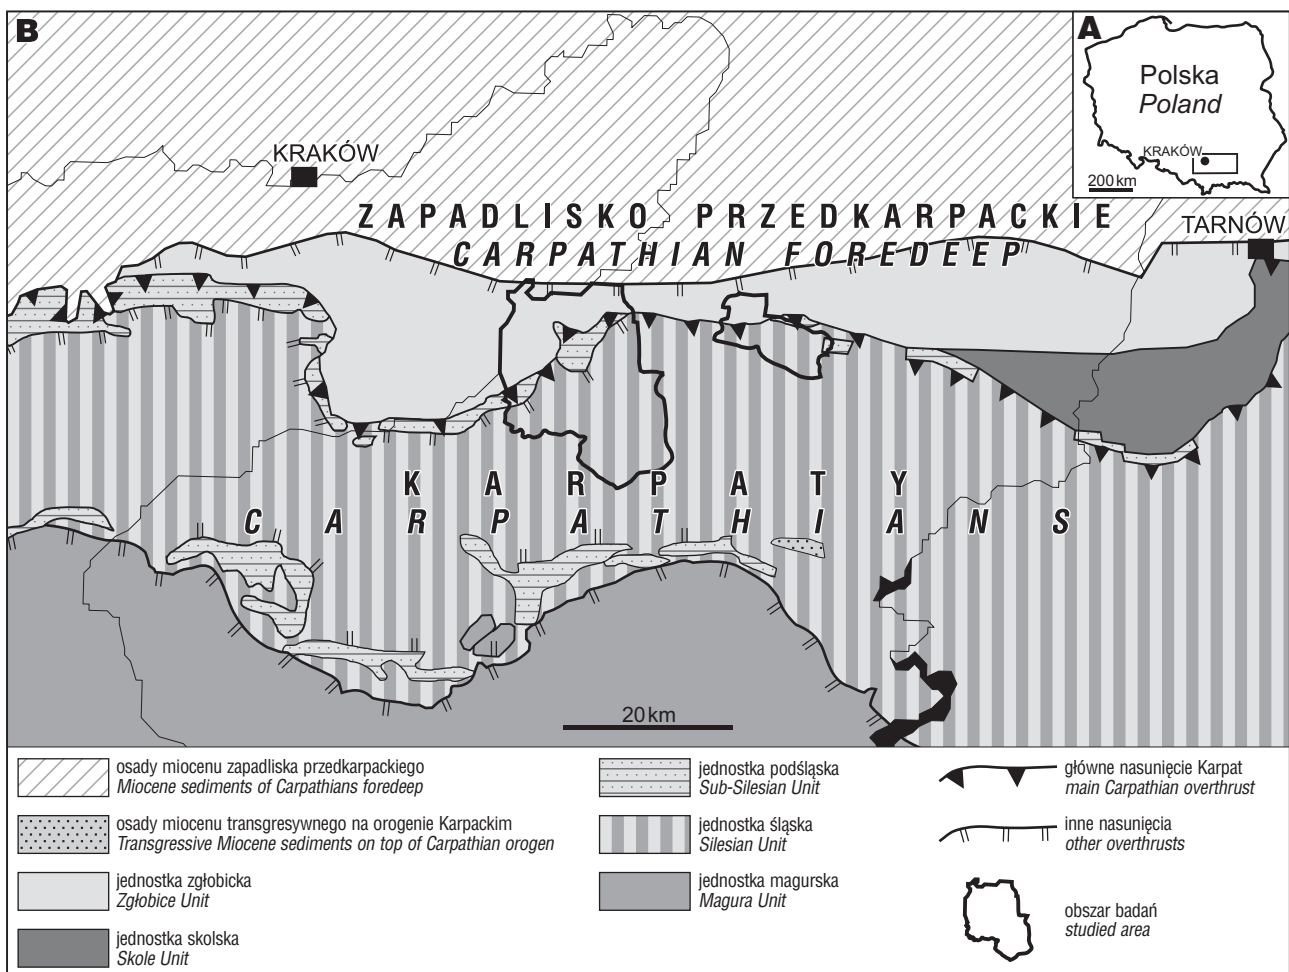 B
A
Polska
Poland
KRAKÓW
200 km
KRAKÓW
ZAPADLISKO PRZEDKARPACKIE
CARPATHIAN FOREDEEP
TARNÓW
KARPATY
CARPATHIANS
20 km
osady miocenu zapadliska przedkarpackiego
Miocene sediments of Carpathians foredeep
osady miocenu transgresywnego na orogenie Karpackim
Transgressive Miocene sediments on top of Carpathian orogen
jednostka zgłobicka
Zgłobice Unit
jednostka skolska
Skole Unit
jednostka podśląska
Sub-Silesian Unit
jednostka śląska
Silesian Unit
jednostka magurska
Magura Unit
główne nasunięcie Karpat
main Carpathian overthrust
inne nasunięcia
other overthrusts
obszar badań
studied area